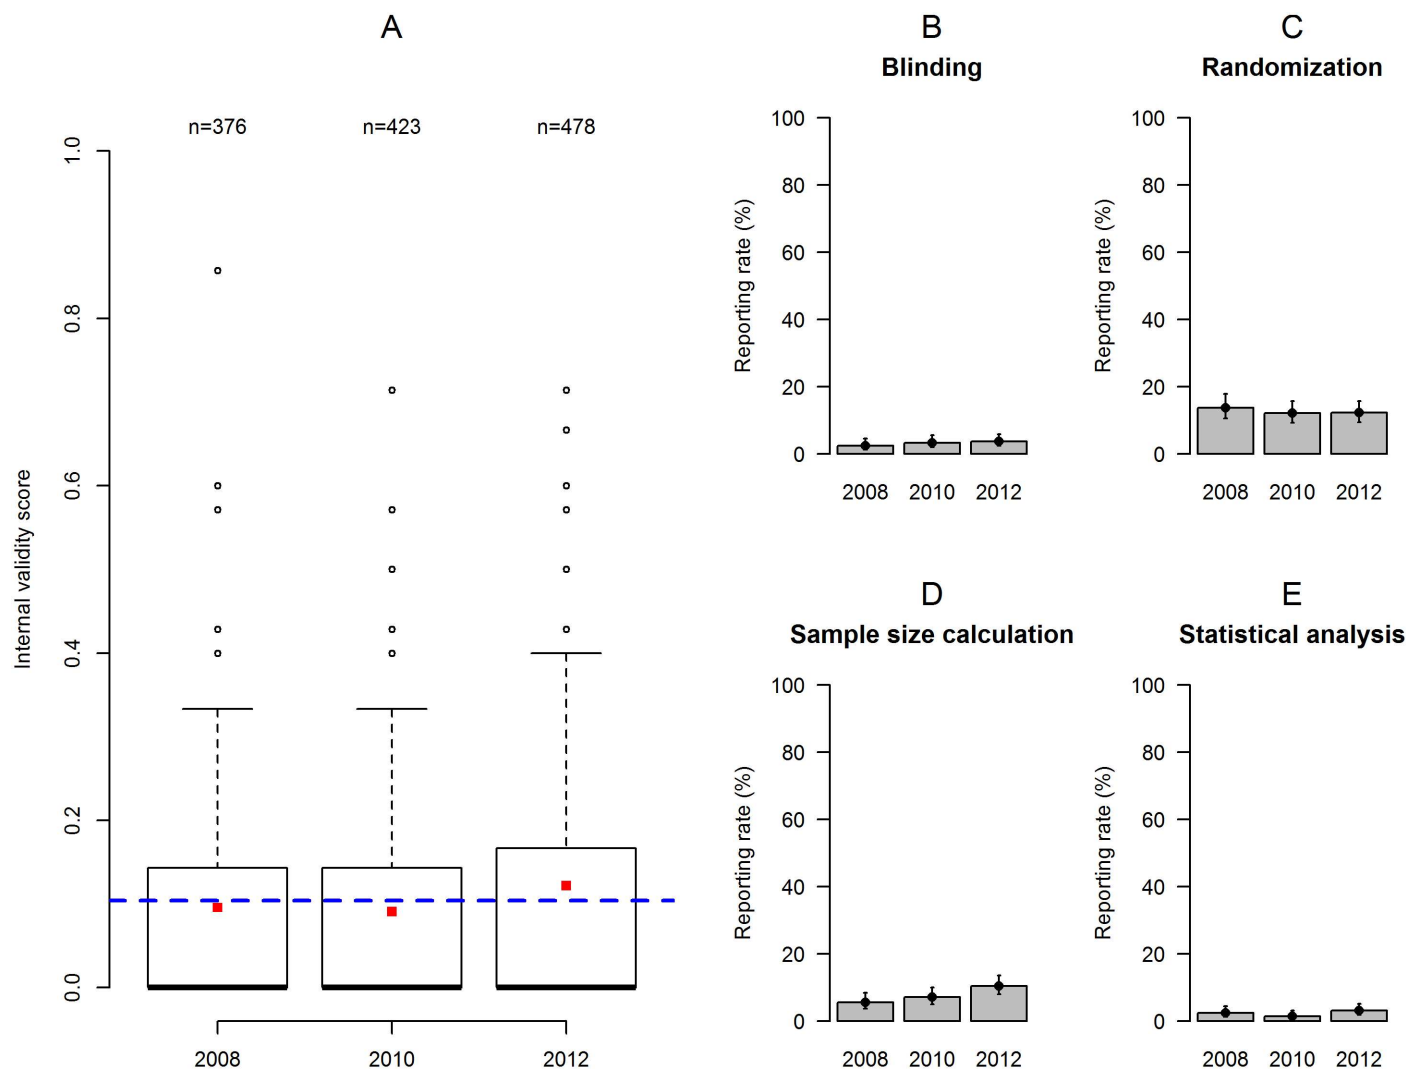 A
n=376 n=423 n=478
Internal validity score
1.0
0.8
0.6
0.4
0.2
0.0
2008 2010 2012
B
Blinding
Reporting rate (%)
100
80
60
40
20
0
2008 2010 2012
C
Randomization
Reporting rate (%)
100
80
60
40
20
0
2008 2010 2012
D
Sample size calculation
Reporting rate (%)
100
80
60
40
20
0
2008 2010 2012
E
Statistical analysis
Reporting rate (%)
100
80
60
40
20
0
2008 2010 2012